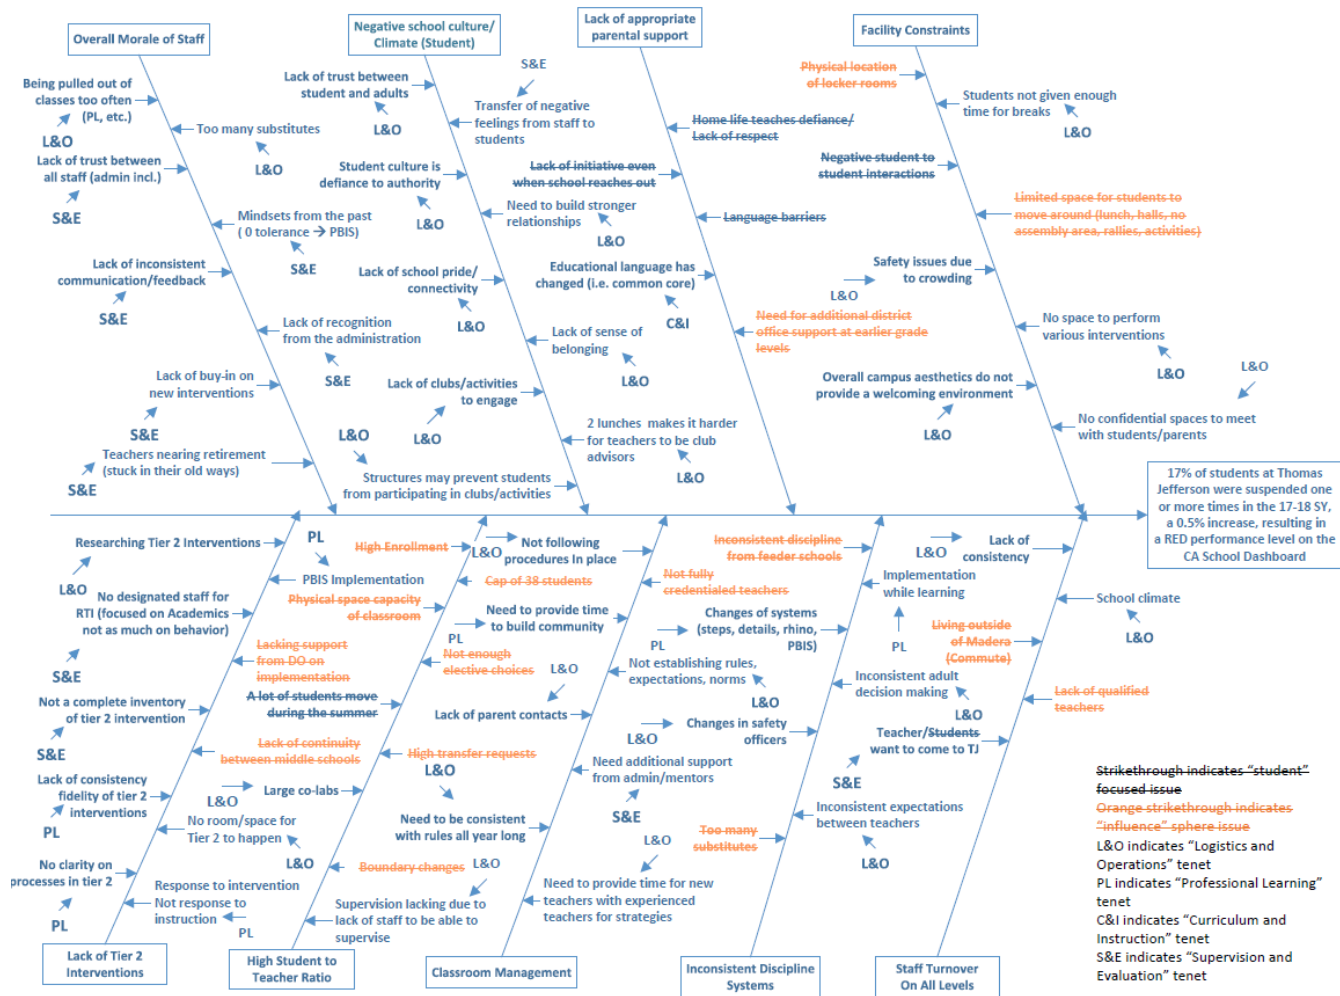 Overall Morale of Staff
Negative school culture/
Climate (Student)
Lack of appropriate
parental support
Facility Constraints
Being pulled out of
classes too often
(PL, etc.)
L&O
Too many substitutes
L&O
Lack of trust between
all staff (admin incl.)
S&E
Mindsets from the past
( 0 tolerance → PBIS)
S&E
Lack of inconsistent
communication/feedback
S&E
Lack of recognition
from the administration
S&E
Lack of buy-in on
new interventions
S&E
Teachers nearing retirement
(stuck in their old ways)
S&E
Lack of trust between
student and adults
L&O
S&E
Transfer of negative
feelings from staff to
students
Student culture is
defiance to authority
L&O
Need to build stronger
relationships
L&O
Lack of school pride/
connectivity
L&O
Lack of sense of
belonging
L&O
Lack of clubs/activities
to engage
L&O
2 lunches makes it harder
for teachers to be club
advisors
L&O
L&O
Structures may prevent students
from participating in clubs/activities
Home life teaches defiance/
Lack of respect
Lack of initiative even
when school reaches out
Language barriers
Educational language has
changed (i.e. common core)
C&I
Need for additional district
office support at earlier grade
levels
Physical location
of locker rooms
Students not given enough
time for breaks
L&O
Negative student to
student interactions
Limited space for students to
move around (lunch, halls, no
assembly area, rallies, activities)
Safety issues due
to crowding
L&O
No space to perform
various interventions
L&O
Overall campus aesthetics do not
provide a welcoming environment
L&O
L&O
No confidential spaces to meet
with students/parents
17% of students at Thomas
Jefferson were suspended one
or more times in the 17-18 SY,
a 0.5% increase, resulting in
a RED performance level on the
CA School Dashboard
Researching Tier 2 Interventions
L&O
PL
PBIS Implementation
No designated staff for
RTI (focused on Academics
not as much on behavior)
S&E
Lacking support
from DO on
implementation
Not a complete inventory
of tier 2 intervention
S&E
Lack of continuity
between middle schools
Lack of consistency
fidelity of tier 2
interventions
PL
No room/space for
Tier 2 to happen
L&O
No clarity on
processes in tier 2
PL
Response to intervention
Not response to
instruction
PL
Lack of Tier 2
Interventions
High Enrollment
Cap of 38 students
Physical space capacity
of classroom
Not enough
elective choices
A lot of students move
during the summer
High transfer requests
L&O
Large co-labs
Boundary changes
L&O
Supervision lacking due to
lack of staff to be able to
supervise
High Student to
Teacher Ratio
L&O
Not following
procedures In place
Not fully
credentialed teachers
Need to provide time
to build community
PL
Not establishing rules,
expectations, norms
L&O
L&O
Lack of parent contacts
Need additional support
from admin/mentors
S&E
L&O
Need to be consistent
with rules all year long
L&O
Need to provide time for new
teachers with experienced
teachers for strategies
Classroom Management
Inconsistent discipline
from feeder schools
Implementation
while learning
PL
Changes of systems
(steps, details, rhino,
PBIS)
PL
Inconsistent adult
decision making
L&O
Changes in safety
officers
L&O
Inconsistent expectations
between teachers
L&O
Too many
substitutes
Inconsistent Discipline
Systems
L&O
Lack of
consistency
School climate
L&O
Living outside
of Madera
(Commute)
Lack of qualified
teachers
Teacher/Students
want to come to TJ
S&E
Staff Turnover
On All Levels
Strikethrough indicates “student”
focused issue
Orange strikethrough indicates
“influence” sphere issue
L&O indicates “Logistics and
Operations” tenet
PL indicates “Professional Learning”
tenet
C&I indicates “Curriculum and
Instruction” tenet
S&E indicates “Supervision and
Evaluation” tenet